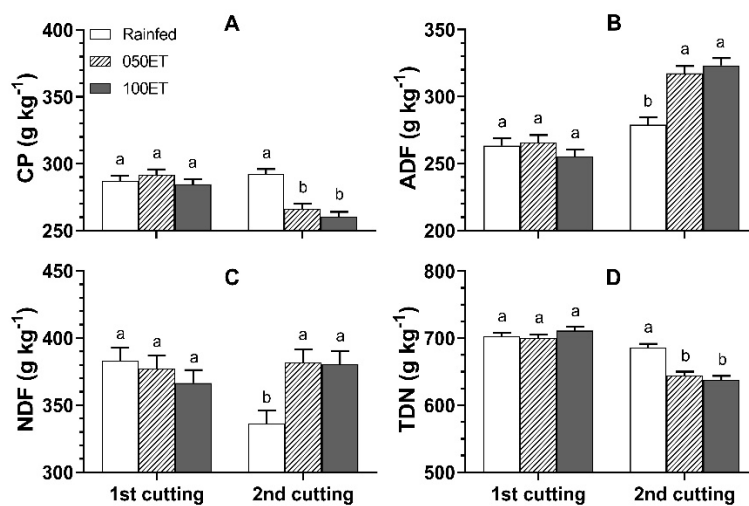 A
Rainfed
050ET
100ET
CP (g kg⁻¹)
400
350
300
250
a a a
a b b
B
ADF (g kg⁻¹)
350
300
250
200
a a a
b a a
C
NDF (g kg⁻¹)
450
400
350
300
a a a
b a a
1st cutting 2nd cutting
D
TDN (g kg⁻¹)
800
700
600
500
a a a
a b b
1st cutting 2nd cutting